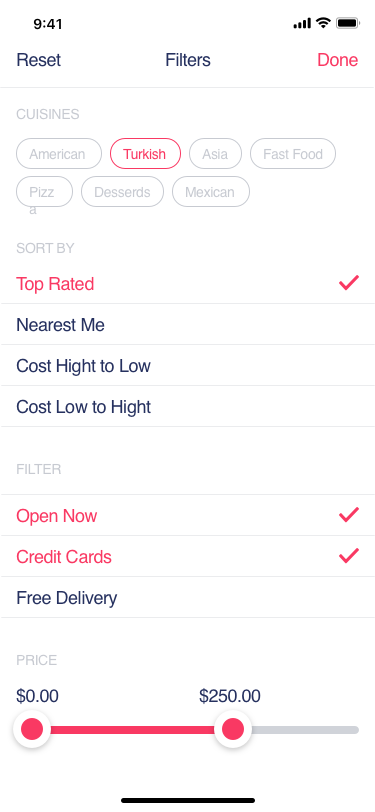 9:41
Reset Filters Done
CUISINES
American Turkish Asia Fast Food
Pizz
a
Desserds Mexican
SORT BY
Top Rated
Nearest Me
Cost Hight to Low
Cost Low to Hight
FILTER
Open Now
Credit Cards
Free Delivery
PRICE
$0.00 $250.00